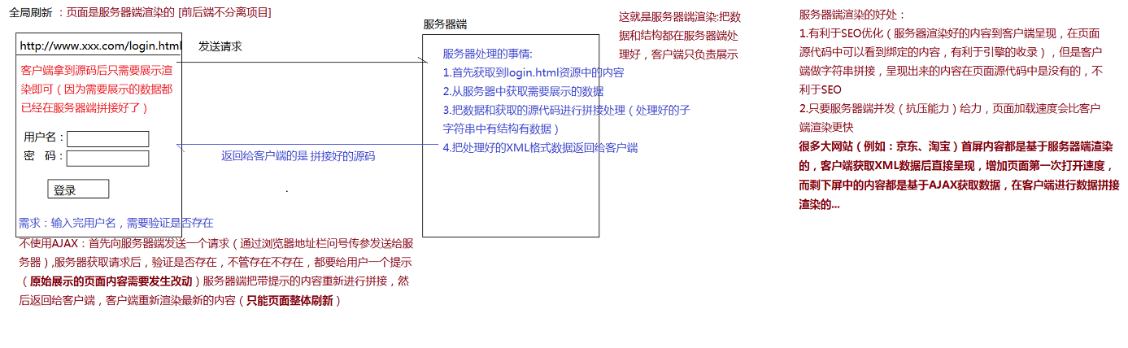 全局刷新 ：页面是服务器端渲染的 [前后端不分离项目]
http://www.xxx.com/login.html
发送请求
客户端拿到源码后只需要展示渲
染即可（因为需要展示的数据都
已经在服务器端拼接好了）
用户名：
密 码：
登录
返回给客户端的是 拼接好的源码
服务器端
服务器处理的事情:
1.首先获取到login.html资源中的内容
2.从服务器中获取需要展示的数据
3.把数据和获取的源代码进行拼接处理（处理好的子
字符串中有结构有数据）
4.把处理好的XML格式数据返回给客户端
这就是服务器端渲染:把数
据和结构都在服务器端处
理好，客户端只负责展示
服务器端渲染的好处：
1.有利于SEO优化（服务器渲染好的内容到客户端呈现，在页面
源代码中可以看到绑定的内容，有利于引擎的收录），但是客户
端做字符串拼接，呈现出来的内容在页面源代码中是没有的，不
利于SEO
2.只要服务器端并发（抗压能力）给力，页面加载速度会比客户
端渲染更快
很多大网站（例如：京东、淘宝）首屏内容都是基于服务器端渲染
的，客户端获取XML数据后直接呈现，增加页面第一次打开速度，
而剩下屏中的内容都是基于AJAX获取数据，在客户端进行数据拼接
渲染的...
需求：输入完用户名，需要验证是否存在
不使用AJAX：首先向服务器端发送一个请求（通过浏览器地址栏问号传参发送给服
务器）,服务器获取请求后，验证是否存在，不管存在不存在，都要给用户一个提示
（原始展示的页面内容需要发生改动）服务器端把带提示的内容重新进行拼接，然
后返回给客户端，客户端重新渲染最新的内容（只能页面整体刷新）